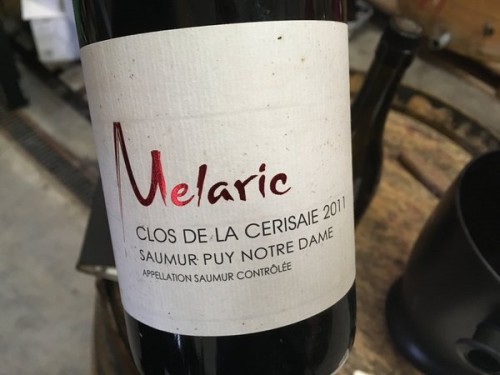 Melaric
CLOS DE LA CERISAIE 2011
SAUMUR PUY NOTRE DAME
APPELLATION SAUMUR CONTRÔLÉE